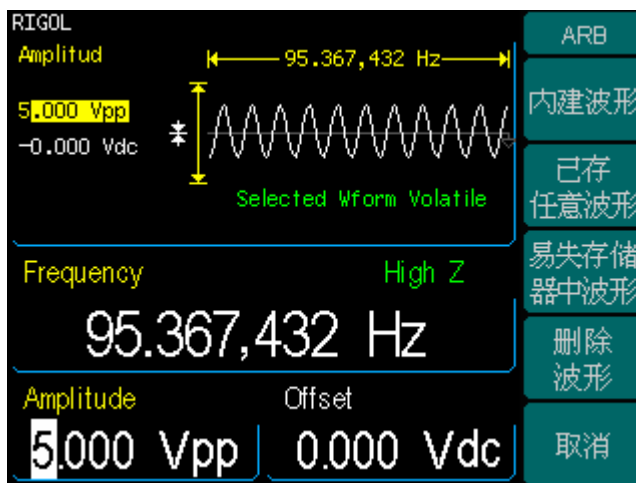 RIGOL
Amplitud
95.367,432 Hz
5.000 Vpp
-0.000 Vdc
Selected Wform Volatile
Frequency
High Z
95.367,432 Hz
Amplitude
Offset
5.000 Vpp
0.000 Vdc
ARB
内建波形
已存
任意波形
易失存储
器中波形
删除
波形
取消